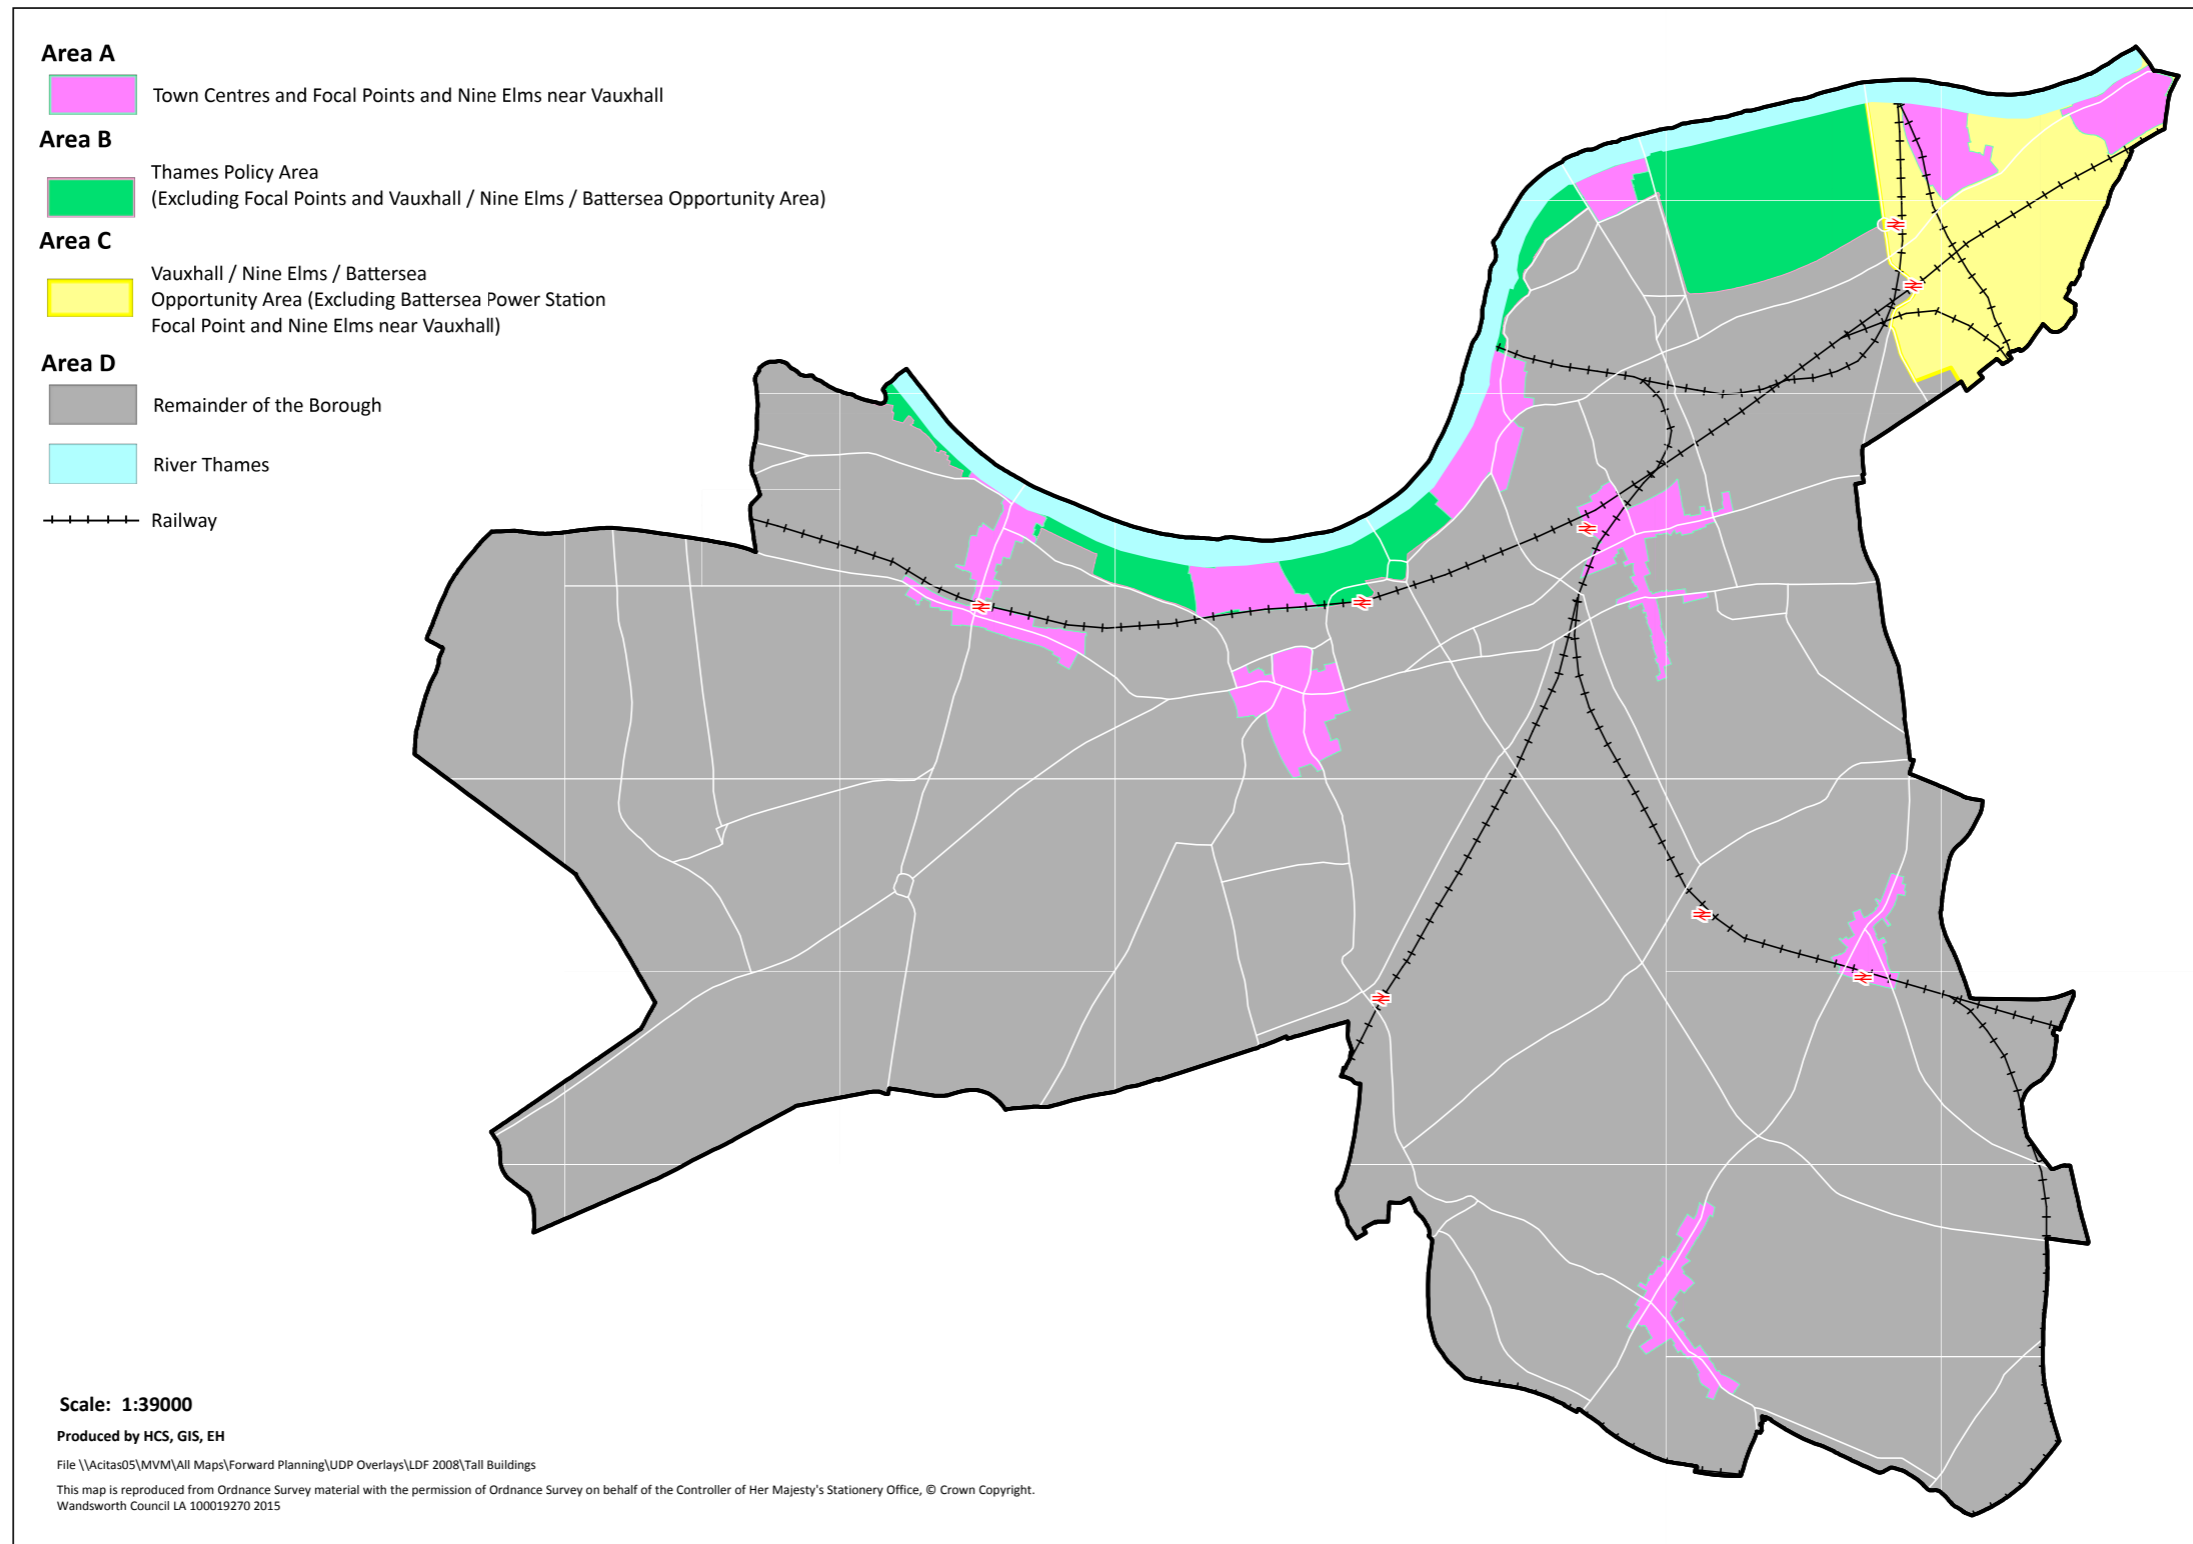 Area A
Town Centres and Focal Points and Nine Elms near Vauxhall
Area B
Thames Policy Area
(Excluding Focal Points and Vauxhall / Nine Elms / Battersea Opportunity Area)
Area C
Vauxhall / Nine Elms / Battersea
Opportunity Area (Excluding Battersea Power Station
Focal Point and Nine Elms near Vauxhall)
Area D
Remainder of the Borough
River Thames
Railway
Scale: 1:39000
Produced by HCS, GIS, EH
File \\Acitas05\MVM\All Maps\Forward Planning\UDP Overlays\LDF 2008\Tall Buildings
This map is reproduced from Ordnance Survey material with the permission of Ordnance Survey on behalf of the Controller of Her Majesty's Stationery Office, © Crown Copyright.
Wandsworth Council LA 100019270 2015